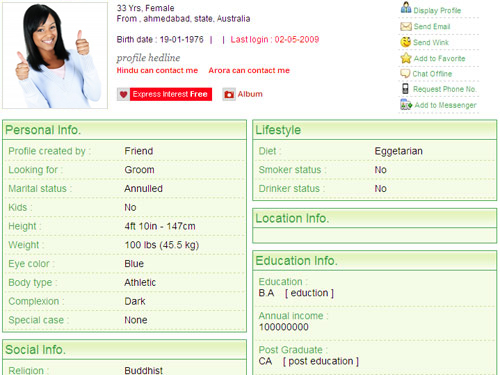 33 Yrs, Female
From , ahmedabad, state, Australia
Birth date : 19-01-1976 | | Last login : 02-05-2009
profile hedline
Hindu can contact me Arora can contact me
Express Interest Free Album
Display Profile
Send Email
Send Wink
Add to Favorite
Chat Offline
Request Phone No.
Add to Messenger
Personal Info.
Profile created by : Friend
Looking for : Groom
Marital status : Annulled
Kids : No
Height : 4ft 10in - 147cm
Weight : 100 lbs (45.5 kg)
Eye color : Blue
Body type : Athletic
Complexion : Dark
Special case : None
Social Info.
Religion : Buddhist
Lifestyle
Diet : Eggetarian
Smoker status : No
Drinker status : No
Location Info.
Education Info.
Education :
B.A [ eduction ]
Annual income :
100000000
Post Graduate :
CA [ post education ]